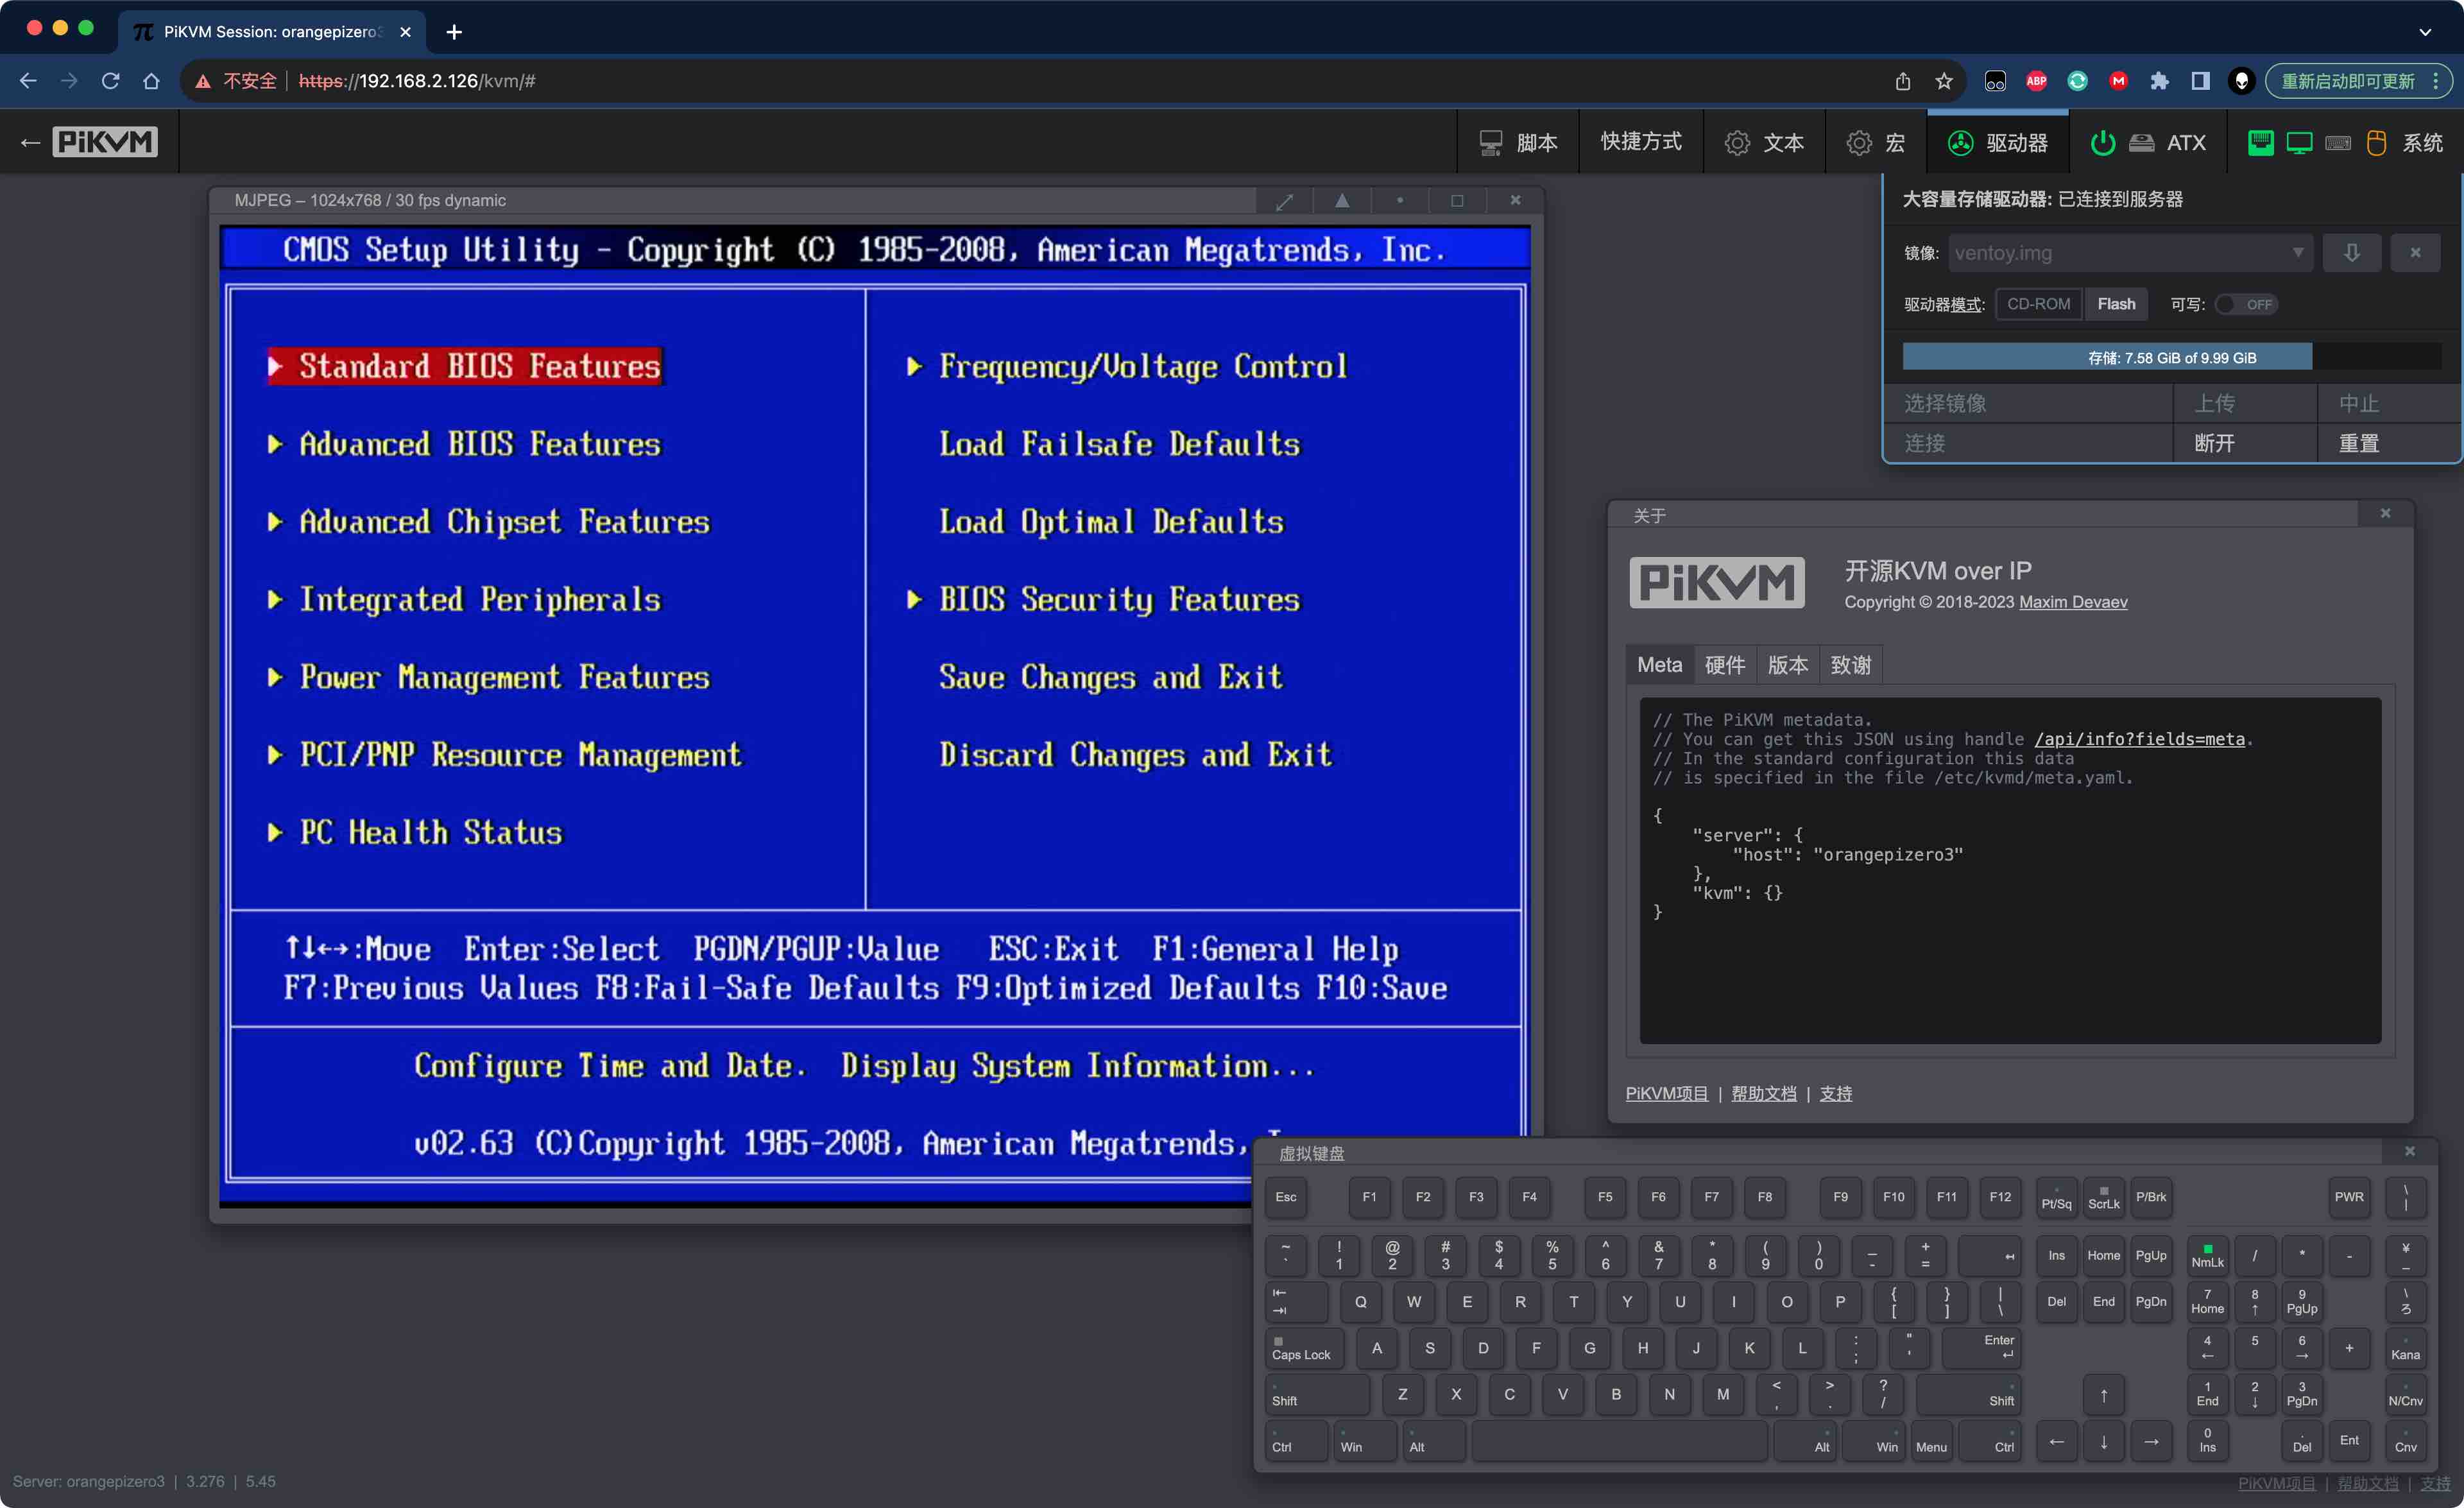 PiKVM Session: orangepizero3
不安全
https://192.168.2.126/kvm/#
ABP
M
重新启动即可更新
PiKVM
脚本
快捷方式
文本
宏
驱动器
ATX
系统
MJPEG – 1024x768 / 30 fps dynamic
CMOS Setup Utility - Copyright (C) 1985-2008, American Megatrends, Inc.
Standard BIOS Features
Advanced BIOS Features
Advanced Chipset Features
Integrated Peripherals
Power Management Features
PCI/PNP Resource Management
PC Health Status
Frequency/Voltage Control
Load Failsafe Defaults
Load Optimal Defaults
BIOS Security Features
Save Changes and Exit
Discard Changes and Exit
↑↓←→:Move Enter:Select PGDN/PGUP:Value ESC:Exit F1:General Help
F7:Previous Values F8:Fail-Safe Defaults F9:Optimized Defaults F10:Save
Configure Time and Date. Display System Information...
v02.63 (C)Copyright 1985-2008, American Megatrends,
大容量存储驱动器: 已连接到服务器
镜像: ventoy.img
驱动器模式: CD-ROM Flash 可写: OFF
存储: 7.58 GiB of 9.99 GiB
选择镜像 上传 中止
连接 断开 重置
关于
PiKVM
开源KVM over IP
Copyright © 2018-2023 Maxim Devaev
Meta 硬件 版本 致谢
// The PiKVM metadata.
// You can get this JSON using handle /api/info?fields=meta.
// In the standard configuration this data
// is specified in the file /etc/kvmd/meta.yaml.
{
"server": {
"host": "orangepizero3"
},
"kvm": {}
}
PiKVM项目 | 帮助文档 | 支持
虚拟键盘
Esc F1 F2 F3 F4 F5 F6 F7 F8 F9 F10 F11 F12 Pt/Sq ScrLk P/Brk PWR \ |
~ ` ! 1 @ 2 # 3 $ 4 % 5 ^ 6 & 7 * 8 ( 9 ) 0 _ - + = ↤ Ins Home PgUp NmLk / * - ¥ _
⇤ ⇥ Q W E R T Y U I O P { [ } ] | \ Del End PgDn 7 Home 8 ↑ 9 PgUp \ ろ
Caps Lock A S D F G H J K L : ; " ' Enter ↵ 4 ← 5 6 → + Kana
Shift Z X C V B N M < , > . ? / Shift ↑ 1 End 2 ↓ 3 PgDn N/Cnv
Ctrl Win Alt Alt Win Menu Ctrl ← ↓ → 0 Ins . Del Ent Cnv
Server: orangepizero3 | 3.276 | 5.45
PiKVM项目 | 帮助文档 | 支持